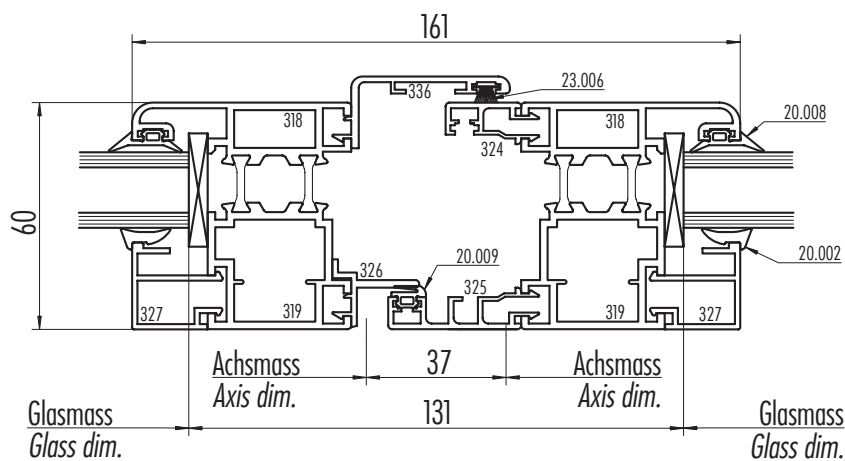 161
336
23.006
318
318
20.008
324
60
326
20.009
325
20.002
327
319
319
327
Achsmass
Axis dim.
37
Achsmass
Axis dim.
Glasmass
Glass dim.
131
Glasmass
Glass dim.